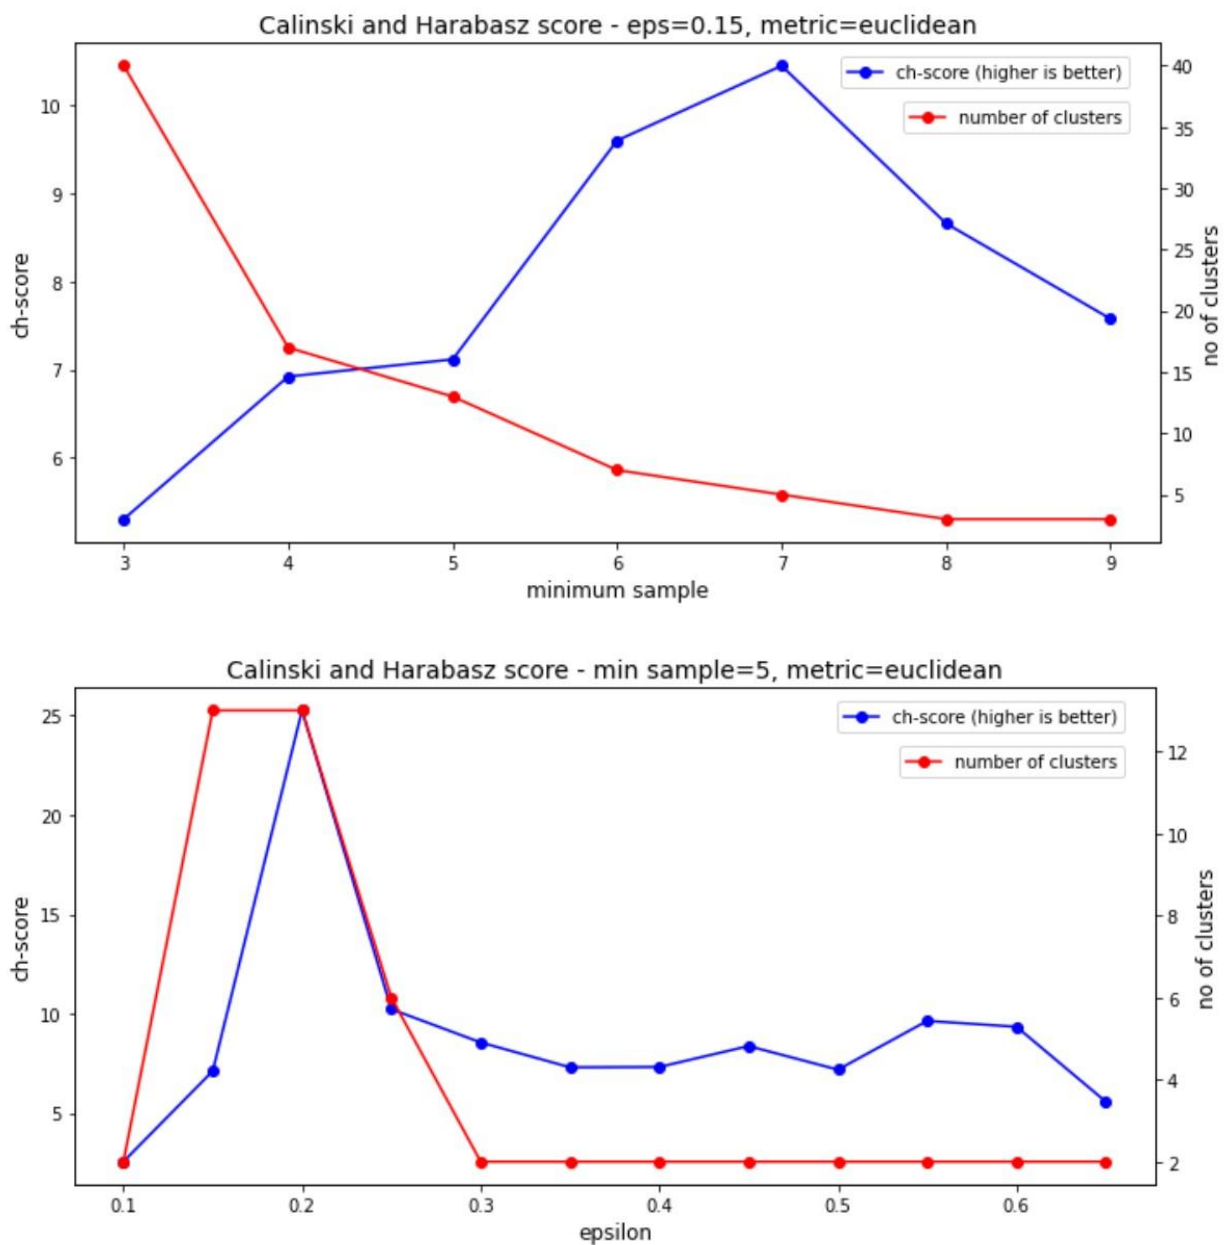 Calinski and Harabasz score - eps=0.15, metric=euclidean
ch-score (higher is better)
number of clusters
10
9
8
7
6
ch-score
40
35
30
25
20
15
10
5
no of clusters
3 4 5 6 7 8 9
minimum sample
Calinski and Harabasz score - min sample=5, metric=euclidean
ch-score (higher is better)
number of clusters
25
20
15
10
5
ch-score
12
10
8
6
4
2
no of clusters
0.1 0.2 0.3 0.4 0.5 0.6
epsilon